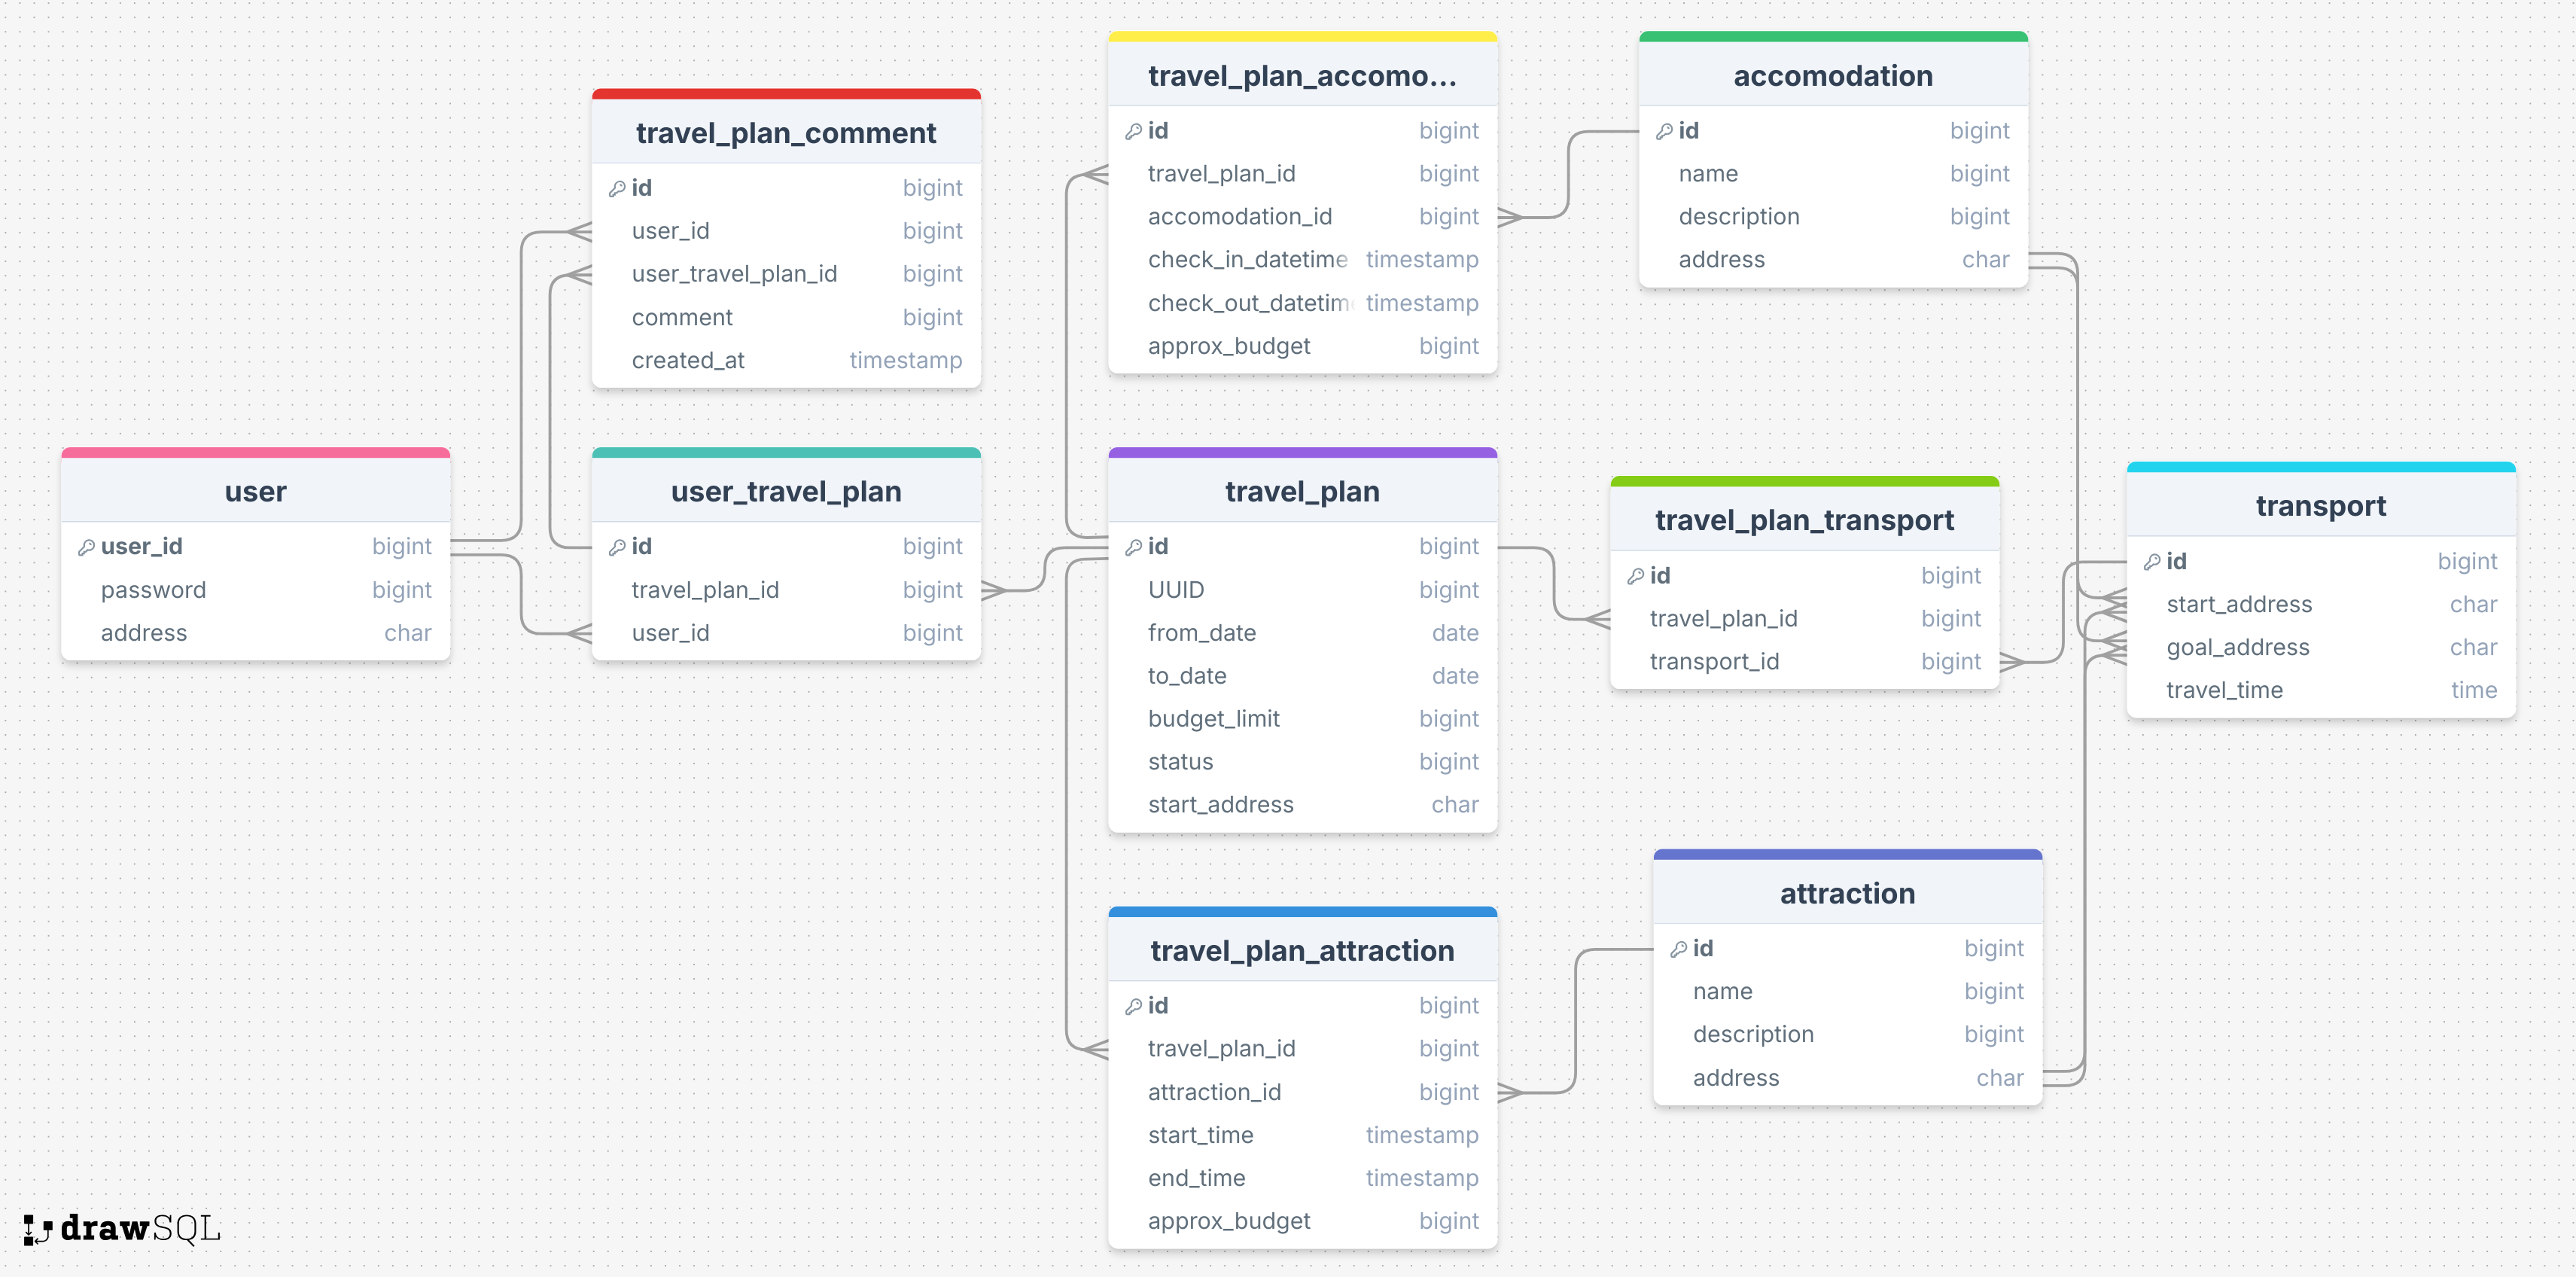 travel_plan_comment
id bigint
user_id bigint
user_travel_plan_id bigint
comment bigint
created_at timestamp
travel_plan_accomo...
id bigint
travel_plan_id bigint
accomodation_id bigint
check_in_datetime timestamp
check_out_datetim timestamp
approx_budget bigint
accomodation
id bigint
name bigint
description bigint
address char
user
user_id bigint
password bigint
address char
user_travel_plan
id bigint
travel_plan_id bigint
user_id bigint
travel_plan
id bigint
UUID bigint
from_date date
to_date date
budget_limit bigint
status bigint
start_address char
travel_plan_transport
id bigint
travel_plan_id bigint
transport_id bigint
transport
id bigint
start_address char
goal_address char
travel_time time
travel_plan_attraction
id bigint
travel_plan_id bigint
attraction_id bigint
start_time timestamp
end_time timestamp
approx_budget bigint
attraction
id bigint
name bigint
description bigint
address char
drawSQL